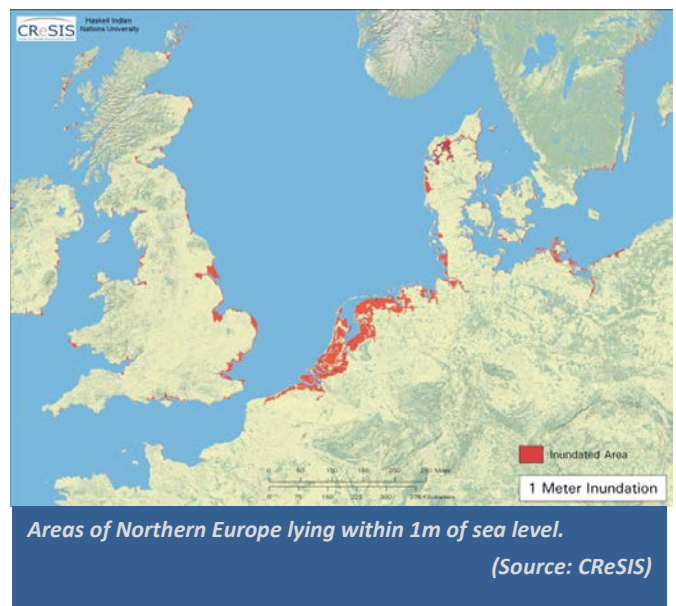 CReSIS
Haskell Indian
Nations University
Inundated Area
1 Meter Inundation
Areas of Northern Europe lying within 1m of sea level.
(Source: CReSIS)